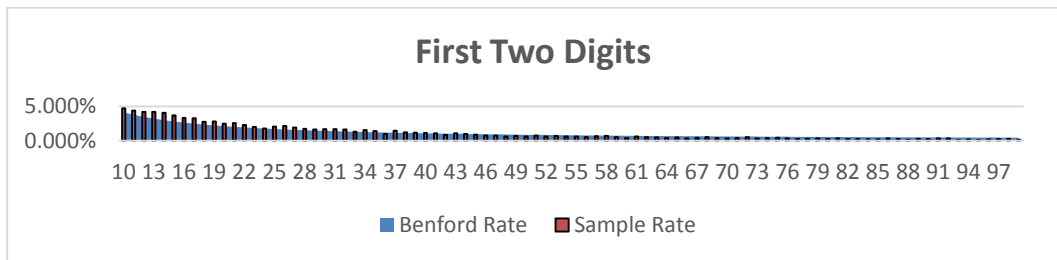 First Two Digits
5.000%
0.000%
10 13 16 19 22 25 28 31 34 37 40 43 46 49 52 55 58 61 64 67 70 73 76 79 82 85 88 91 94 97
Benford Rate Sample Rate